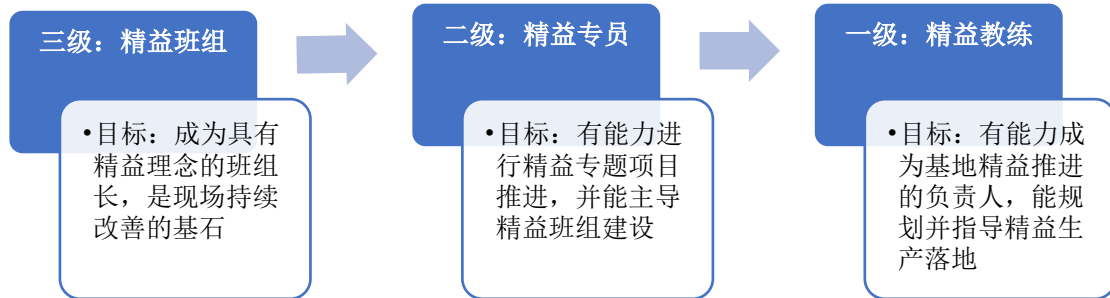 三级：精益班组
•目标：成为具有
精益理念的班组
长，是现场持续
改善的基石
二级：精益专员
•目标：有能力进
行精益专题项目
推进，并能主导
精益班组建设
一级：精益教练
•目标：有能力成
为基地精益推进
的负责人，能规
划并指导精益生
产落地